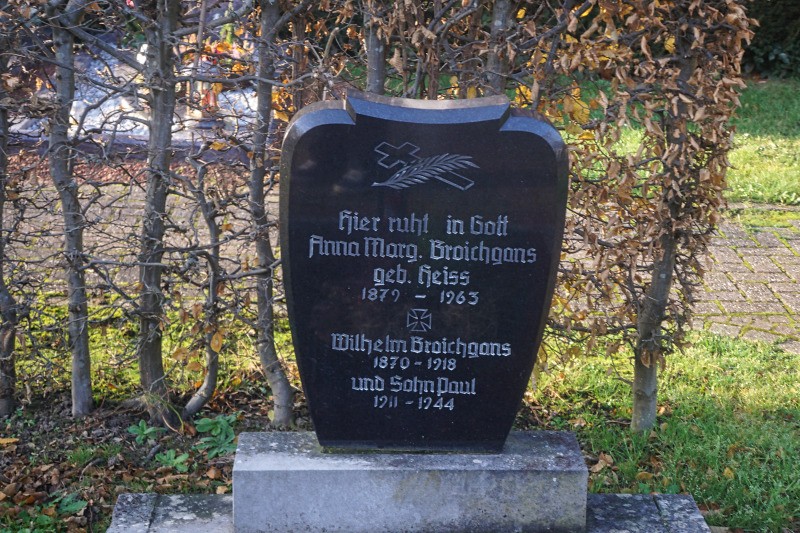 Hier ruht in Gott
Anna Marg. Broichgans
geb. Heiss
1879 - 1963
Wilhelm Broichgans
1870 - 1918
und Sohn Paul
1911 - 1944